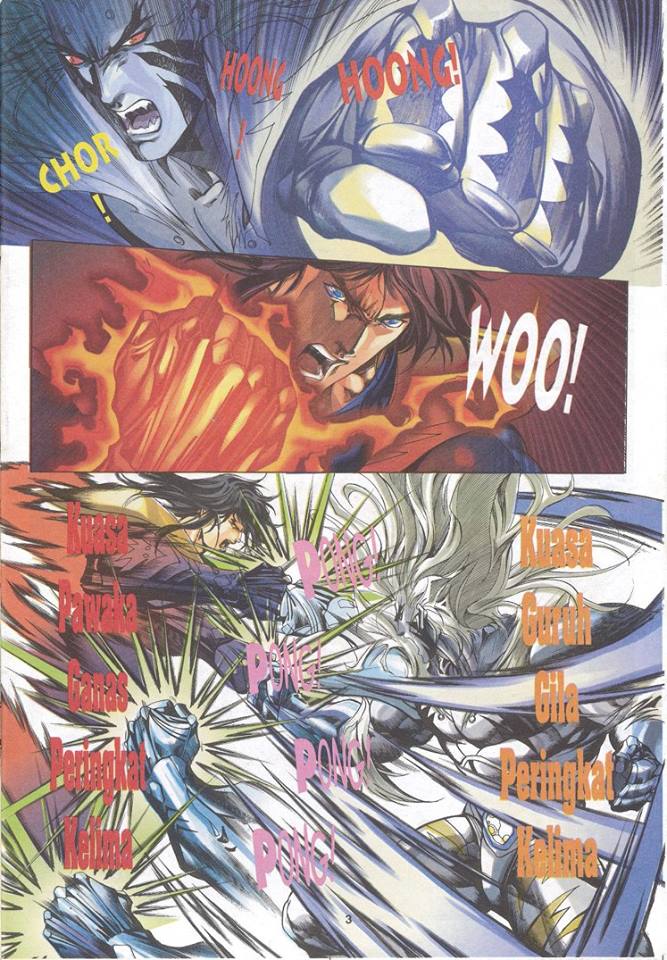 HOONG
!
HOONG!
CHOR
!
WOO!
Kuasa
Pawaka
Ganas
Peringkat
Kelima
PONG!
PONG!
PONG!
PONG!
Kuasa
Guruh
Gila
Peringkat
Kelima
3